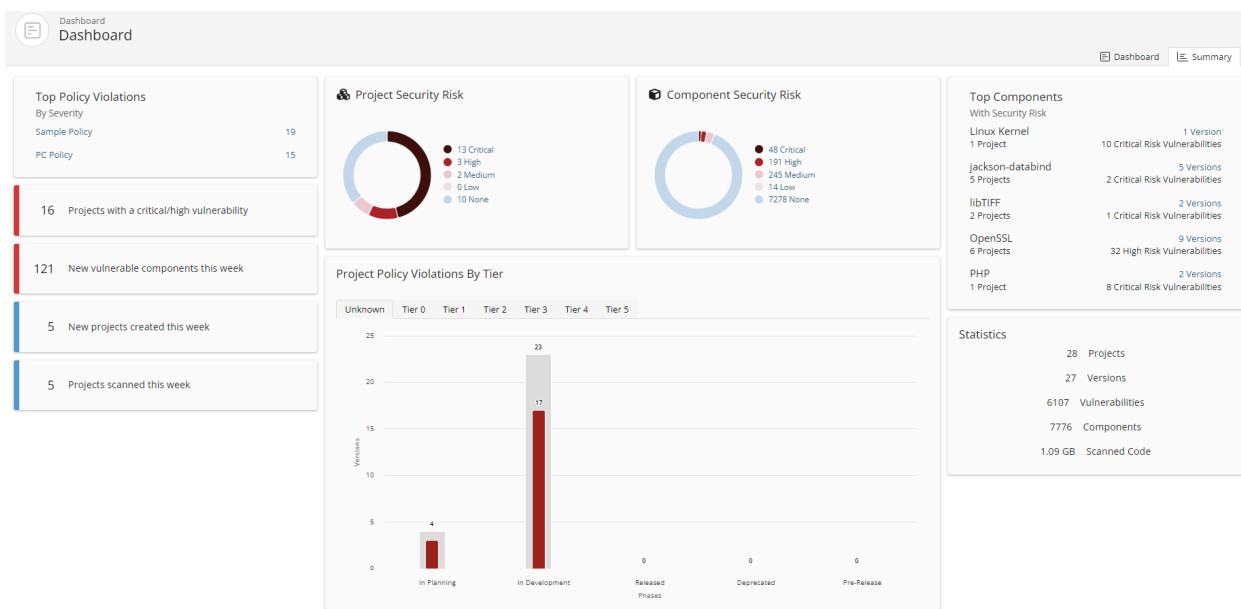 Dashboard
Dashboard
Dashboard
Summary
Top Policy Violations
By Severity
Sample Policy 19
PC Policy 15
16 Projects with a critical/high vulnerability
121 New vulnerable components this week
5 New projects created this week
5 Projects scanned this week
Project Security Risk
13 Critical
3 High
2 Medium
0 Low
10 None
Component Security Risk
48 Critical
191 High
245 Medium
14 Low
7278 None
Project Policy Violations By Tier
Unknown Tier 0 Tier 1 Tier 2 Tier 3 Tier 4 Tier 5
25
20
15
10
5
0
Versions
4
23
17
0
0
0
In Planning In Development Released Deprecated Pre-Release
Phases
Top Components
With Security Risk
Linux Kernel 1 Version
1 Project 10 Critical Risk Vulnerabilities
jackson-databind 5 Versions
5 Projects 2 Critical Risk Vulnerabilities
libTIFF 2 Versions
2 Projects 1 Critical Risk Vulnerabilities
OpenSSL 9 Versions
6 Projects 32 High Risk Vulnerabilities
PHP 2 Versions
1 Project 8 Critical Risk Vulnerabilities
Statistics
28 Projects
27 Versions
6107 Vulnerabilities
7776 Components
1.09 GB Scanned Code